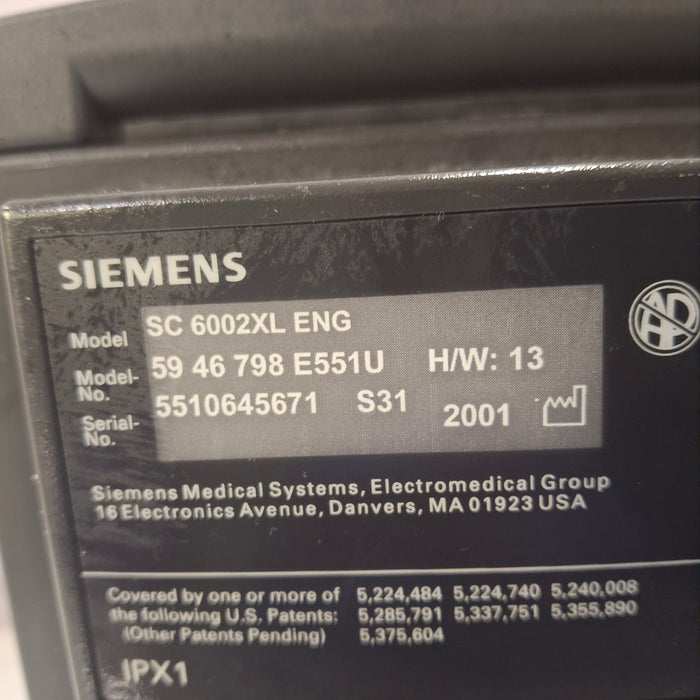 SIEMENS
Model SC 6002XL ENG
Model-No. 59 46 798 E551U H/W: 13
Serial-No. 5510645671 S31 2001
Siemens Medical Systems, Electromedical Group
16 Electronics Avenue, Danvers, MA 01923 USA
Covered by one or more of 5,224,484 5,224,740 5,240,008
the following U.S. Patents: 5,285,791 5,337,751 5,355,890
(Other Patents Pending) 5,375,604
IPX1